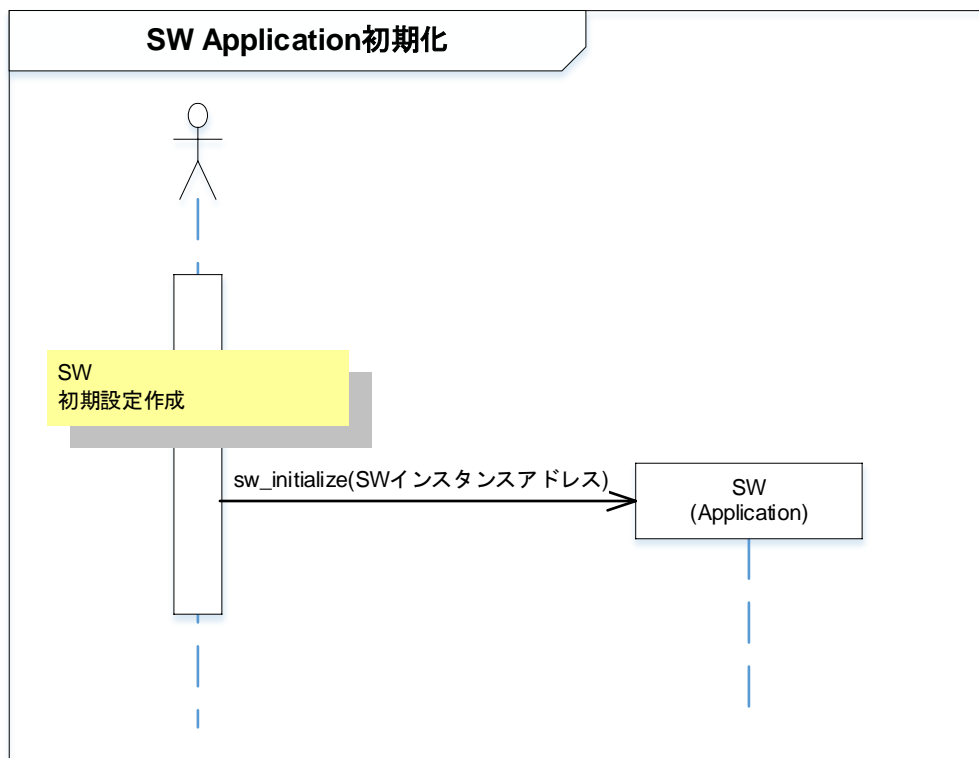 SW Application初期化
SW
初期設定作成
sw_initialize(SWインスタンスアドレス)
SW
(Application)